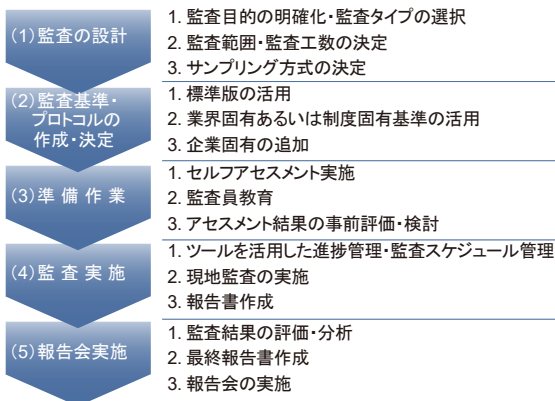 (1)監査の設計
1. 監査目的の明確化・監査タイプの選択
2. 監査範囲・監査工数の決定
3. サンプリング方式の決定
(2)監査基準・
プロトコルの
作成・決定
1. 標準版の活用
2. 業界固有あるいは制度固有基準の活用
3. 企業固有の追加
(3)準 備 作 業
1. セルフアセスメント実施
2. 監査員教育
3. アセスメント結果の事前評価・検討
(4)監 査 実 施
1. ツールを活用した進捗管理・監査スケジュール管理
2. 現地監査の実施
3. 報告書作成
(5)報告会実施
1. 監査結果の評価・分析
2. 最終報告書作成
3. 報告会の実施